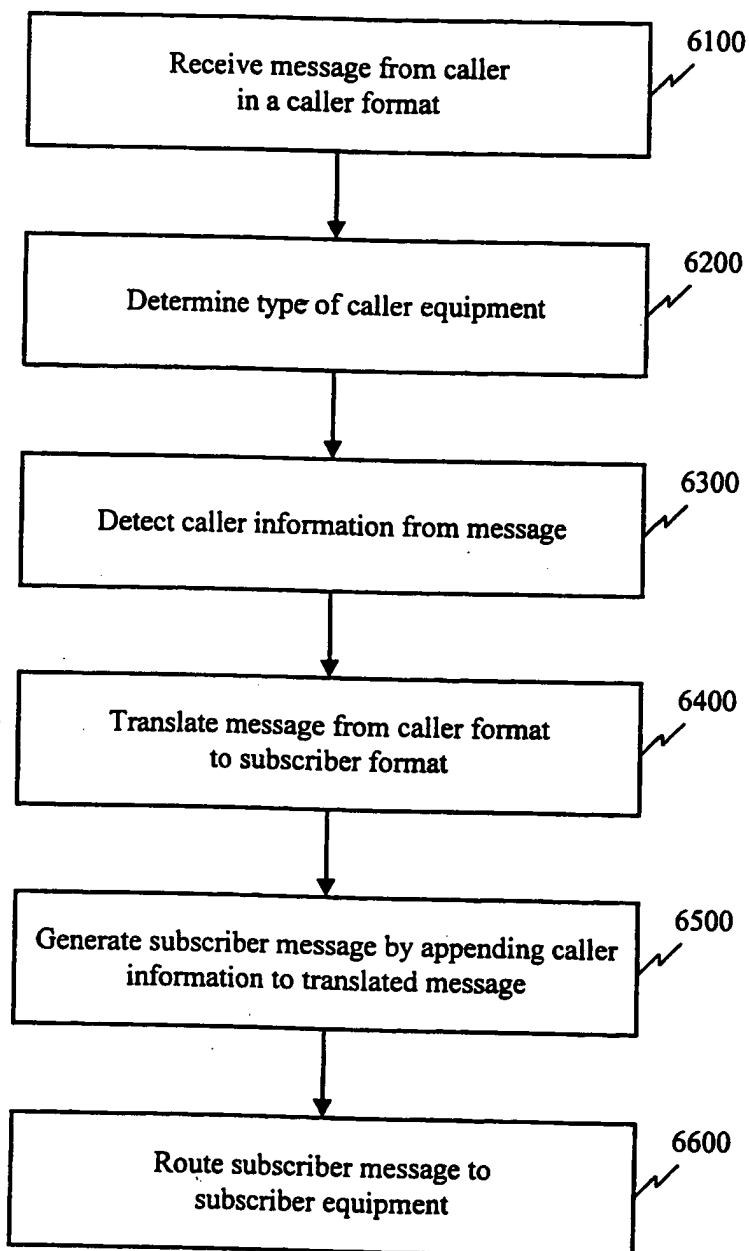 Receive message from caller
in a caller format
6100
Determine type of caller equipment
6200
Detect caller information from message
6300
Translate message from caller format
to subscriber format
6400
Generate subscriber message by appending caller
information to translated message
6500
Route subscriber message to
subscriber equipment
6600